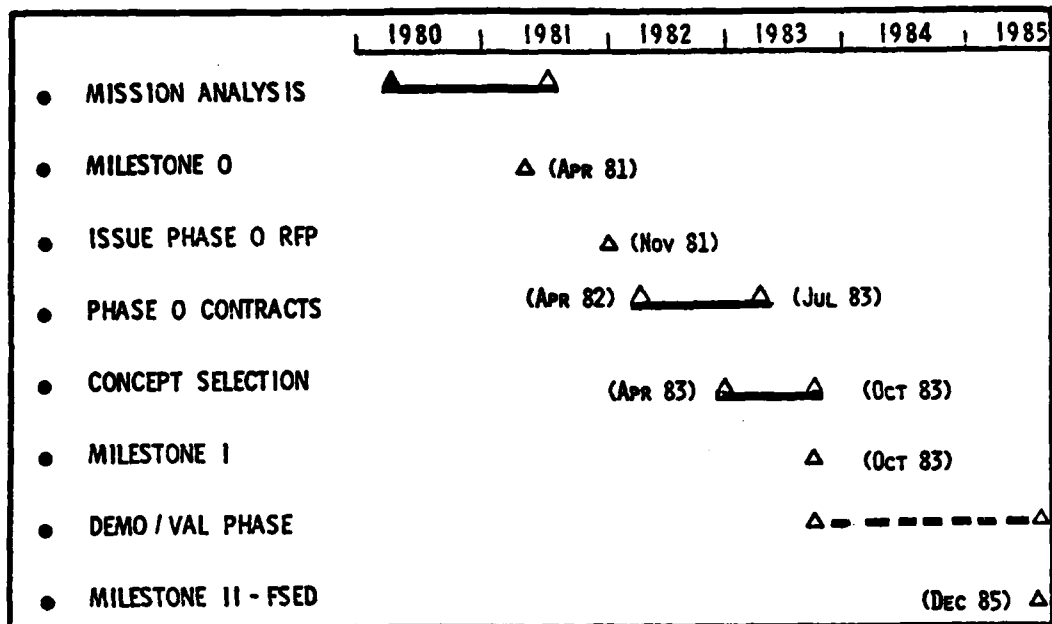 1980 1981 1982 1983 1984 1985
MISSION ANALYSIS
MILESTONE 0 (APR 81)
ISSUE PHASE 0 RFP (NOV 81)
PHASE 0 CONTRACTS (APR 82) (JUL 83)
CONCEPT SELECTION (APR 83) (OCT 83)
MILESTONE I (OCT 83)
DEMO / VAL PHASE
MILESTONE II - FSED (DEC 85)